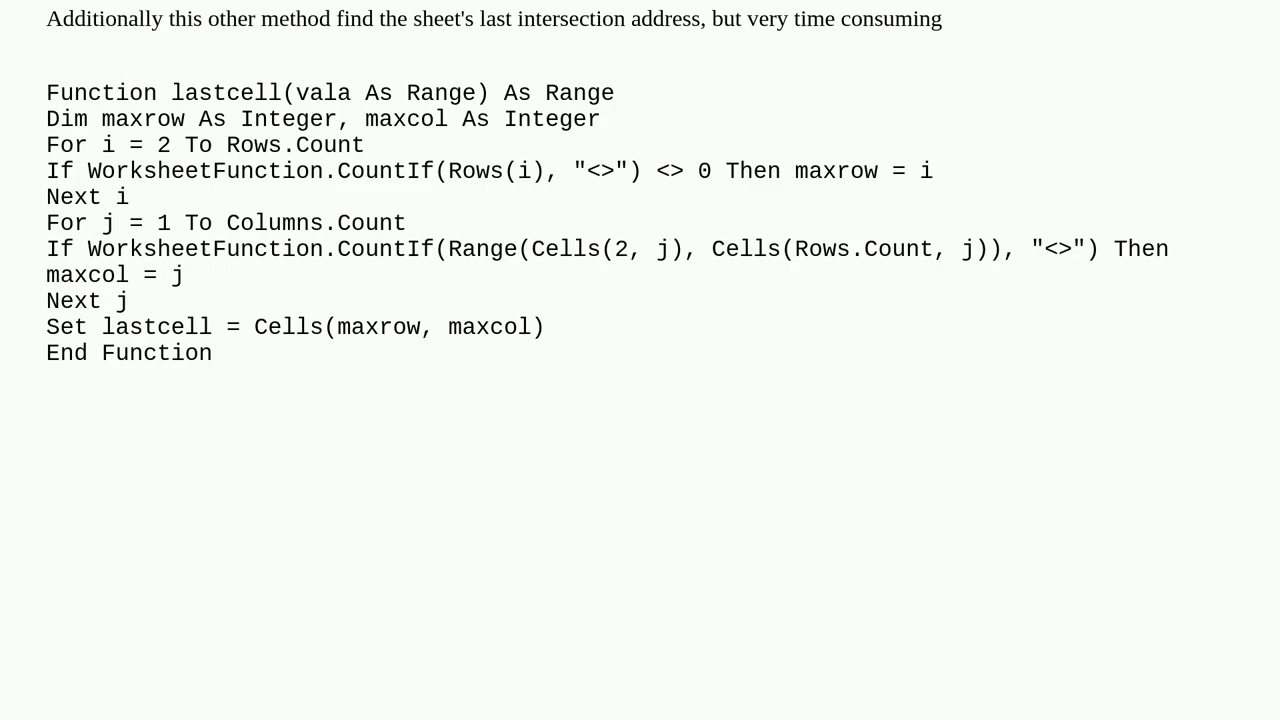 Additionally this other method find the sheet's last intersection address, but very time consuming
Function lastcell(vala As Range) As Range
Dim maxrow As Integer, maxcol As Integer
For i = 2 To Rows.Count
If WorksheetFunction.CountIf(Rows(i), "<>") <> 0 Then maxrow = i
Next i
For j = 1 To Columns.Count
If WorksheetFunction.CountIf(Range(Cells(2, j), Cells(Rows.Count, j)), "<>") Then
maxcol = j
Next j
Set lastcell = Cells(maxrow, maxcol)
End Function